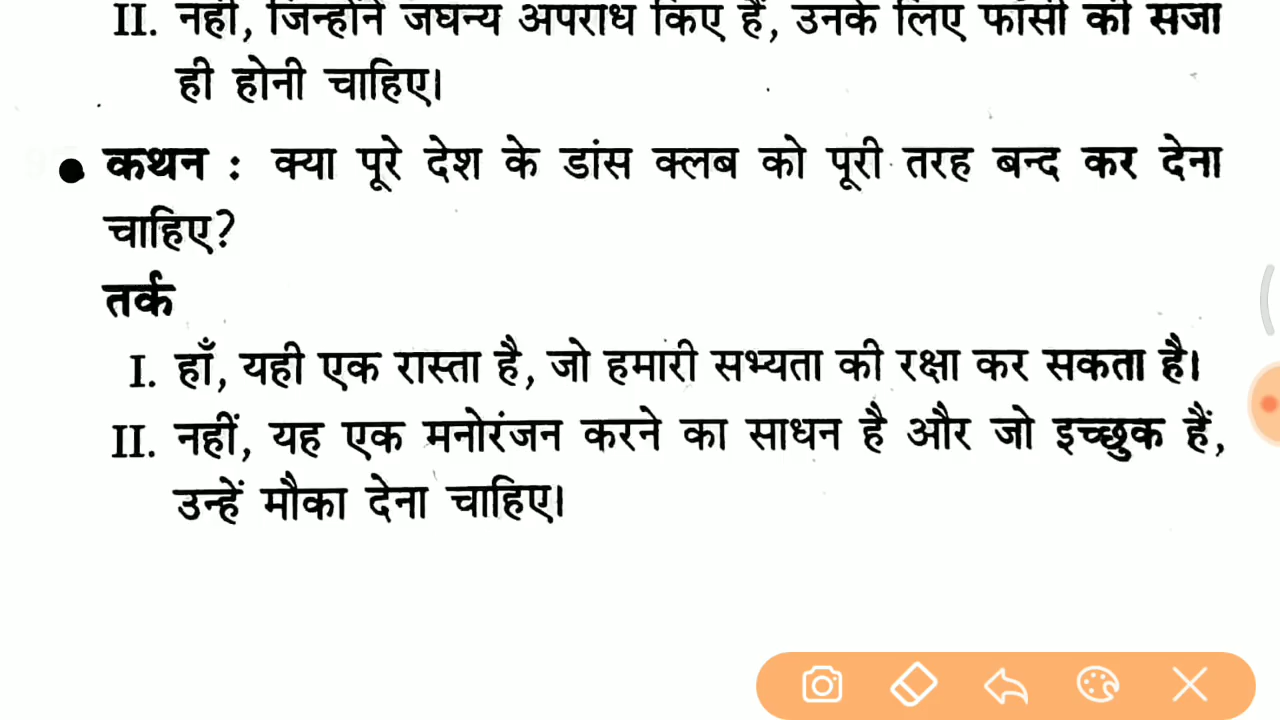 II. नहीं, जिन्होंने जघन्य अपराध किए हैं, उनके लिए फाँसी की सजा
ही होनी चाहिए।
● कथन : क्या पूरे देश के डांस क्लब को पूरी तरह बन्द कर देना
चाहिए?
तर्क
I. हाँ, यही एक रास्ता है, जो हमारी सभ्यता की रक्षा कर सकता है।
II. नहीं, यह एक मनोरंजन करने का साधन है और जो इच्छुक हैं,
उन्हें मौका देना चाहिए।